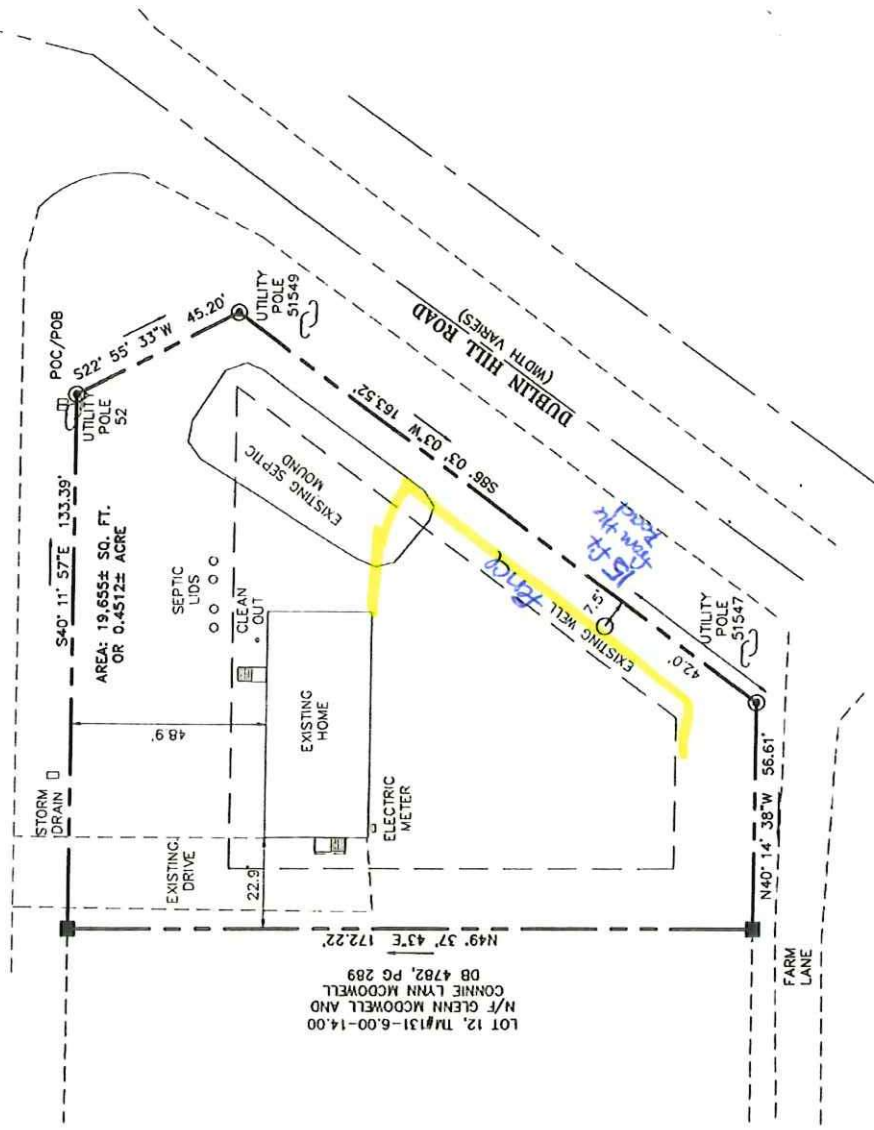 POC/POB
S22° 55' 33"W 45.20'
UTILITY
POLE
52
UTILITY
POLE
51549
S40° 11' 57"E 133.39'
AREA: 19,655± SQ. FT.
OR 0.4512± ACRE
STORM
DRAIN
SEPTIC
LIDS
CLEAN
OUT
EXISTING SEPTIC
MOUND
48.9'
EXISTING
HOME
EXISTING
DRIVE
22.9'
ELECTRIC
METER
DUBLIN HILL ROAD
(WIDTH VARIES)
S86° 03' 03"W 163.52'
fence
15 ft
from the
Road
EXISTING WELL
7.5'
42.0'
UTILITY
POLE
51547
N40° 14' 38"W 56.61'
N49° 37' 43"E 172.22'
LOT 12, TM#131-6.00-14.00
N/F GLENN MCDOWELL AND
CONNIE LYNN MCDOWELL
DB 4782, PG 289
FARM
LANE